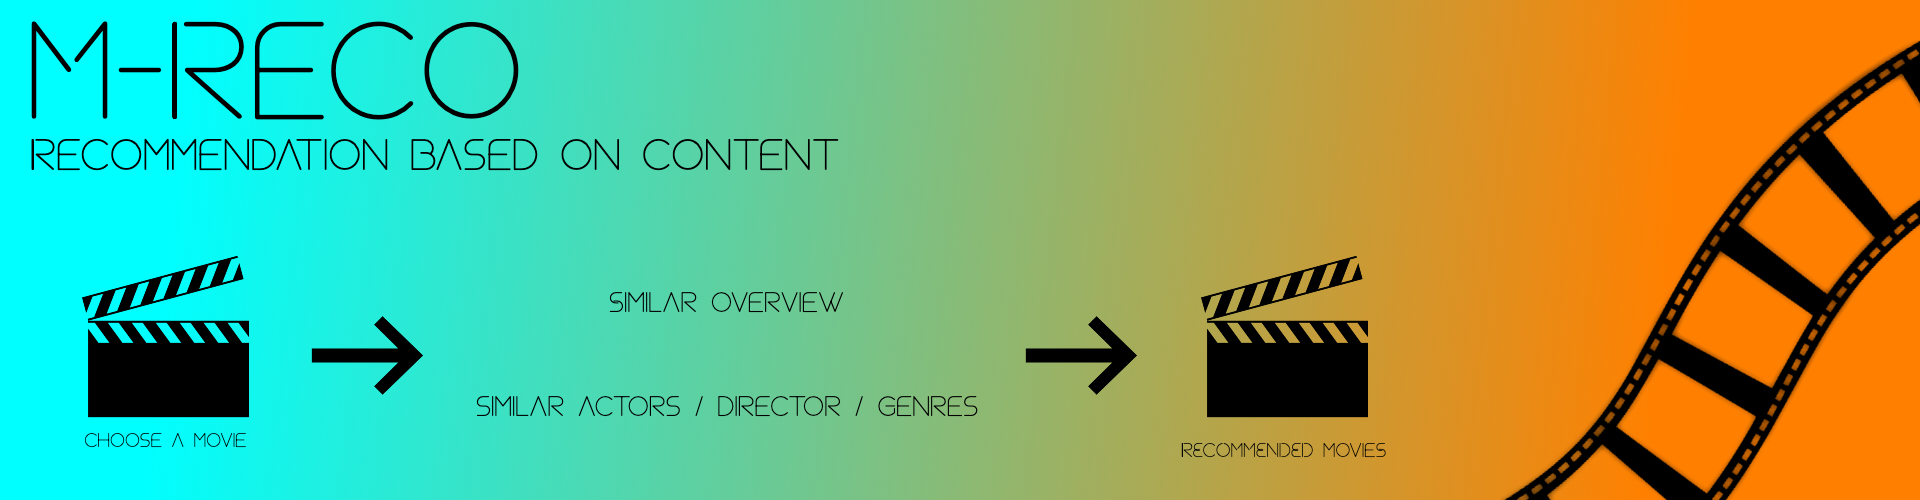 M-RECO
RECOMMENDATION BASED ON CONTENT
SIMILAR OVERVIEW
SIMILAR ACTORS / DIRECTOR / GENRES
CHOOSE A MOVIE
RECOMMENDED MOVIES